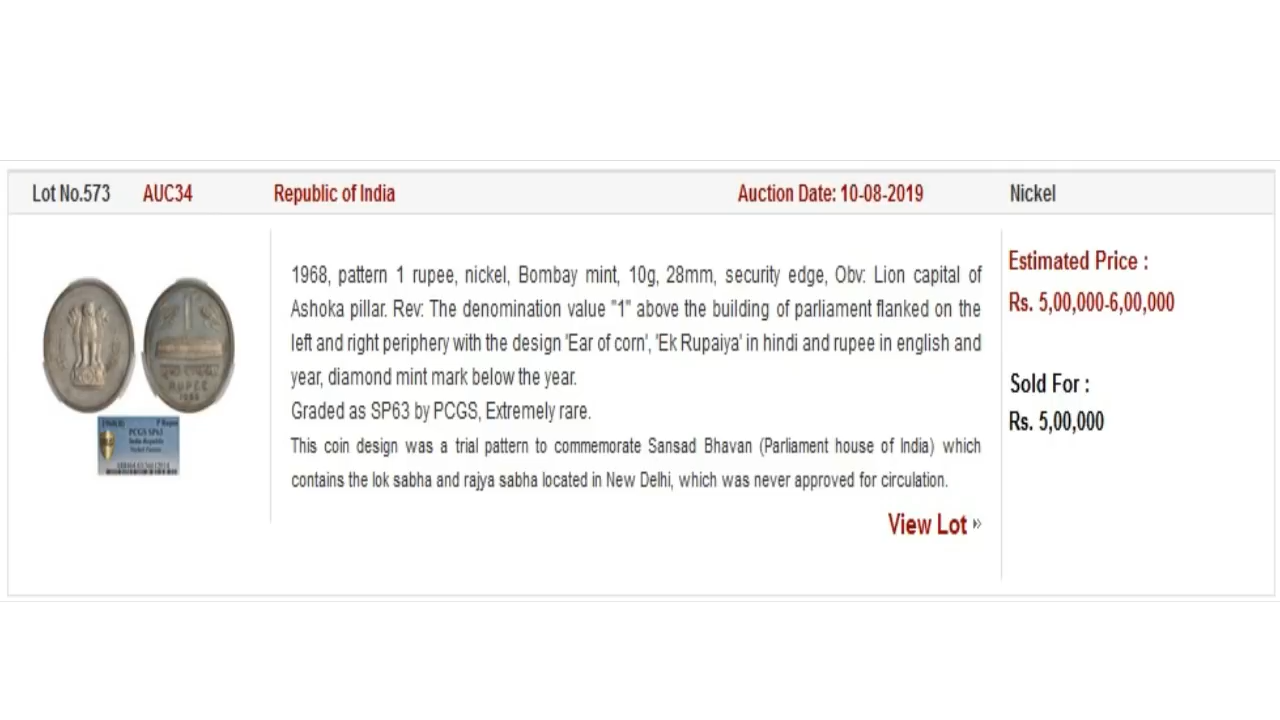 Lot No.573 AUC34 Republic of India Auction Date: 10-08-2019 Nickel
1968, pattern 1 rupee, nickel, Bombay mint, 10g, 28mm, security edge, Obv: Lion capital of
Ashoka pillar. Rev: The denomination value "1" above the building of parliament flanked on the
left and right periphery with the design 'Ear of corn', 'Ek Rupaiya' in hindi and rupee in english and
year, diamond mint mark below the year.
Graded as SP63 by PCGS, Extremely rare.
This coin design was a trial pattern to commemorate Sansad Bhavan (Parliament house of India) which
contains the lok sabha and rajya sabha located in New Delhi, which was never approved for circulation.
View Lot »
Estimated Price :
Rs. 5,00,000-6,00,000
Sold For :
Rs. 5,00,000
1
RUPEE
PCGS SP63
India-Republic